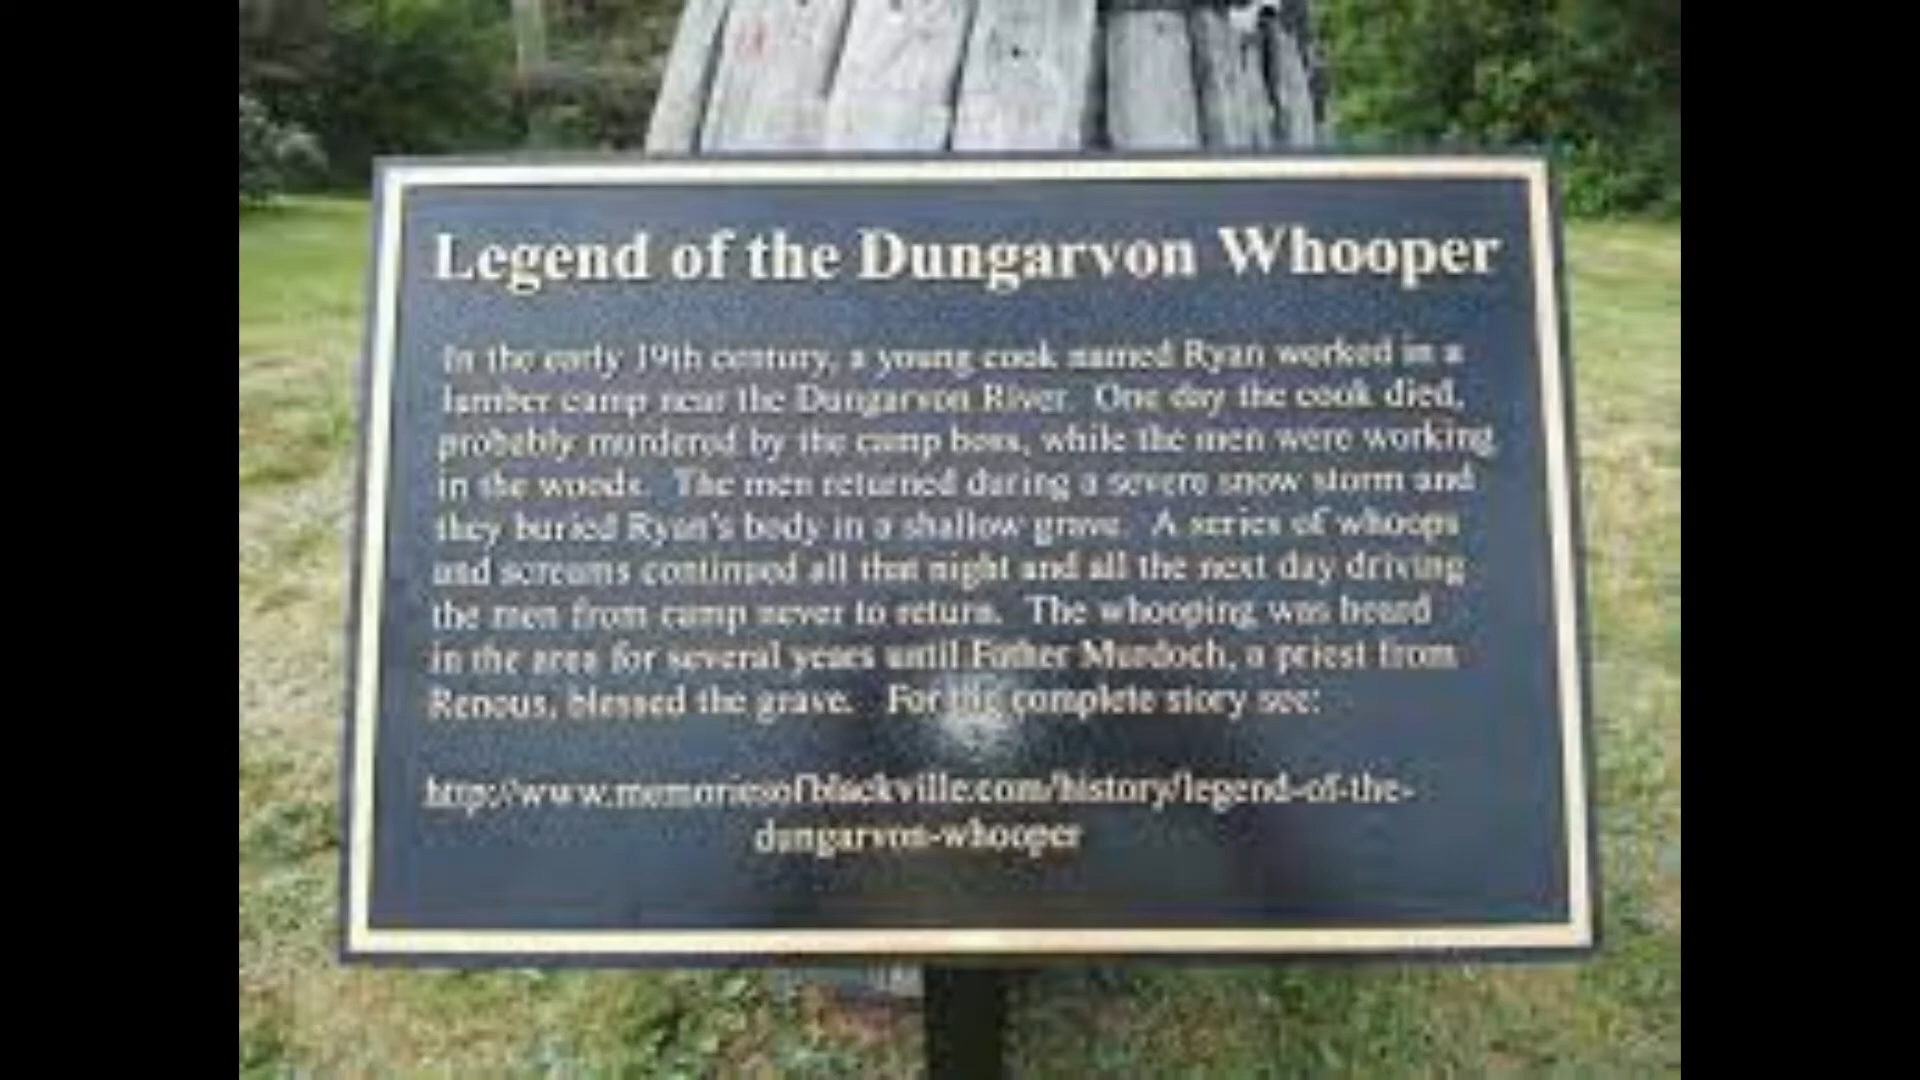 Legend of the Dungarvon Whooper
In the early 19th century, a young cook named Ryan worked in a
lumber camp near the Dungarvon River. One day the cook died,
probably murdered by the camp boss, while the men were working
in the woods. The men returned during a severe snow storm and
they buried Ryan's body in a shallow grave. A series of whoops
and screams continued all that night and all the next day driving
the men from camp never to return. The whooping was heard
in the area for several years until Father Murdoch, a priest from
Renous, blessed the grave. For the complete story see:
http://www.memoriesofblackville.com/history/legend-of-the-
dungarvon-whooper